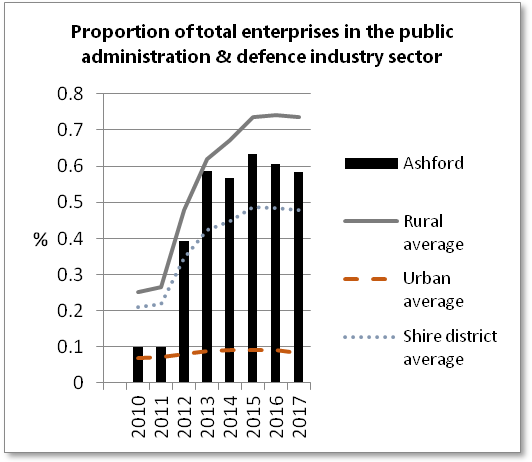 Proportion of total enterprises in the public
administration & defence industry sector
0.8
0.7
0.6
0.5
0.4
0.3
0.2
0.1
0
%
2010
2011
2012
2013
2014
2015
2016
2017
Ashford
Rural
average
Urban
average
Shire district
average